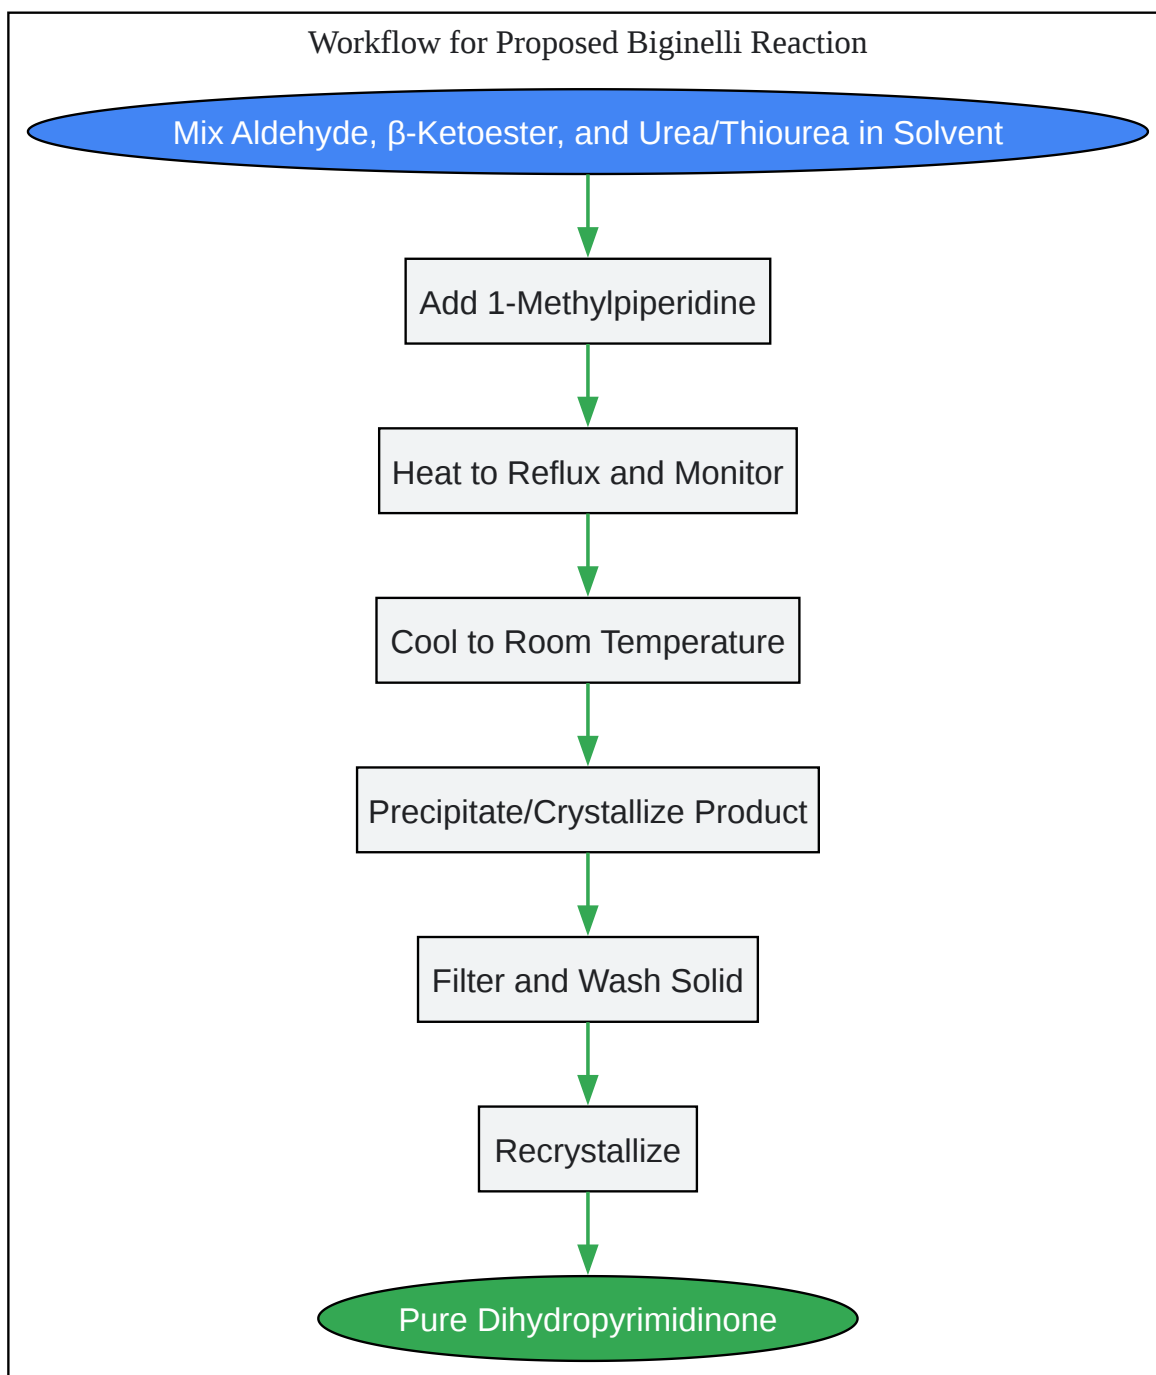 Workflow for Proposed Biginelli Reaction
Mix Aldehyde, β-Ketoester, and Urea/Thiourea in Solvent
Add 1-Methylpiperidine
Heat to Reflux and Monitor
Cool to Room Temperature
Precipitate/Crystallize Product
Filter and Wash Solid
Recrystallize
Pure Dihydropyrimidinone